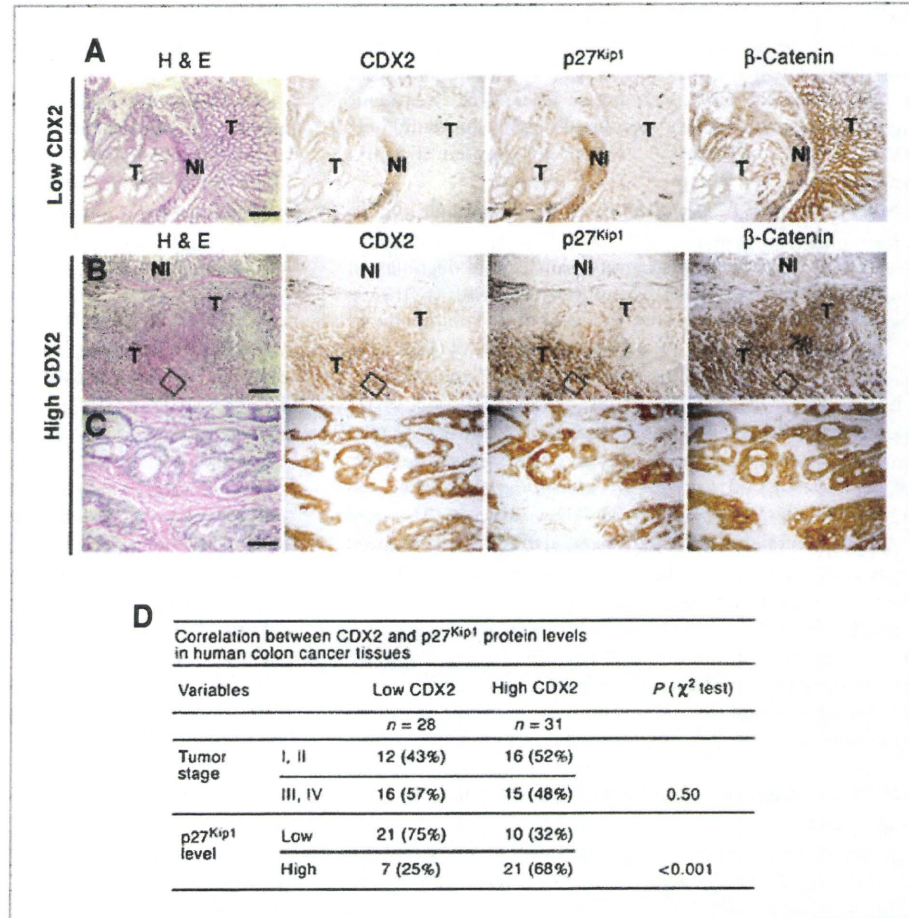 A
H & E CDX2 p27Kip1 β-Catenin
Low CDX2
T NI T
T NI T
T NI T
T NI T
H & E CDX2 p27Kip1 β-Catenin
High CDX2
B
NI T T
NI T T
NI T T
NI T T
C
D
Correlation between CDX2 and p27Kip1 protein levels
in human colon cancer tissues
Variables Low CDX2 High CDX2 P ( χ2 test)
n = 28 n = 31
Tumor stage I, II 12 (43%) 16 (52%)
III, IV 16 (57%) 15 (48%) 0.50
p27Kip1 level Low 21 (75%) 10 (32%)
High 7 (25%) 21 (68%) <0.001